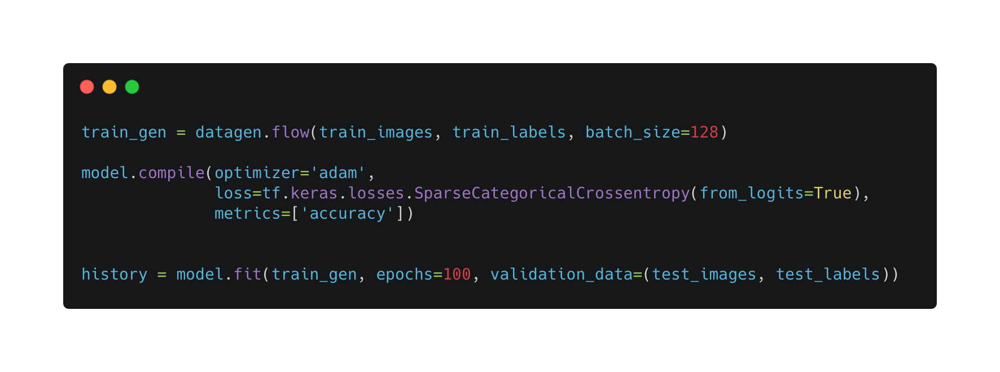 train_gen = datagen.flow(train_images, train_labels, batch_size=128)
model.compile(optimizer='adam',
              loss=tf.keras.losses.SparseCategoricalCrossentropy(from_logits=True),
              metrics=['accuracy'])
history = model.fit(train_gen, epochs=100, validation_data=(test_images, test_labels))